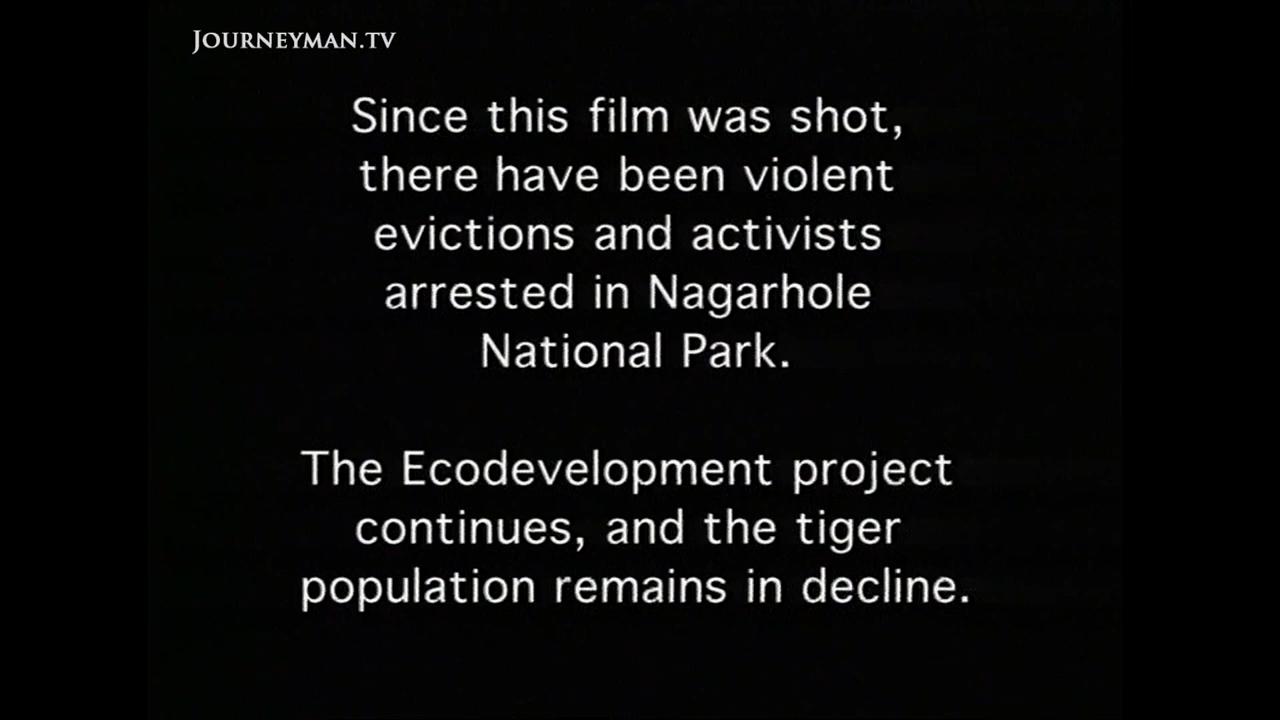 JOURNEYMAN.TV
Since this film was shot,
there have been violent
evictions and activists
arrested in Nagarhole
National Park.
The Ecodevelopment project
continues, and the tiger
population remains in decline.